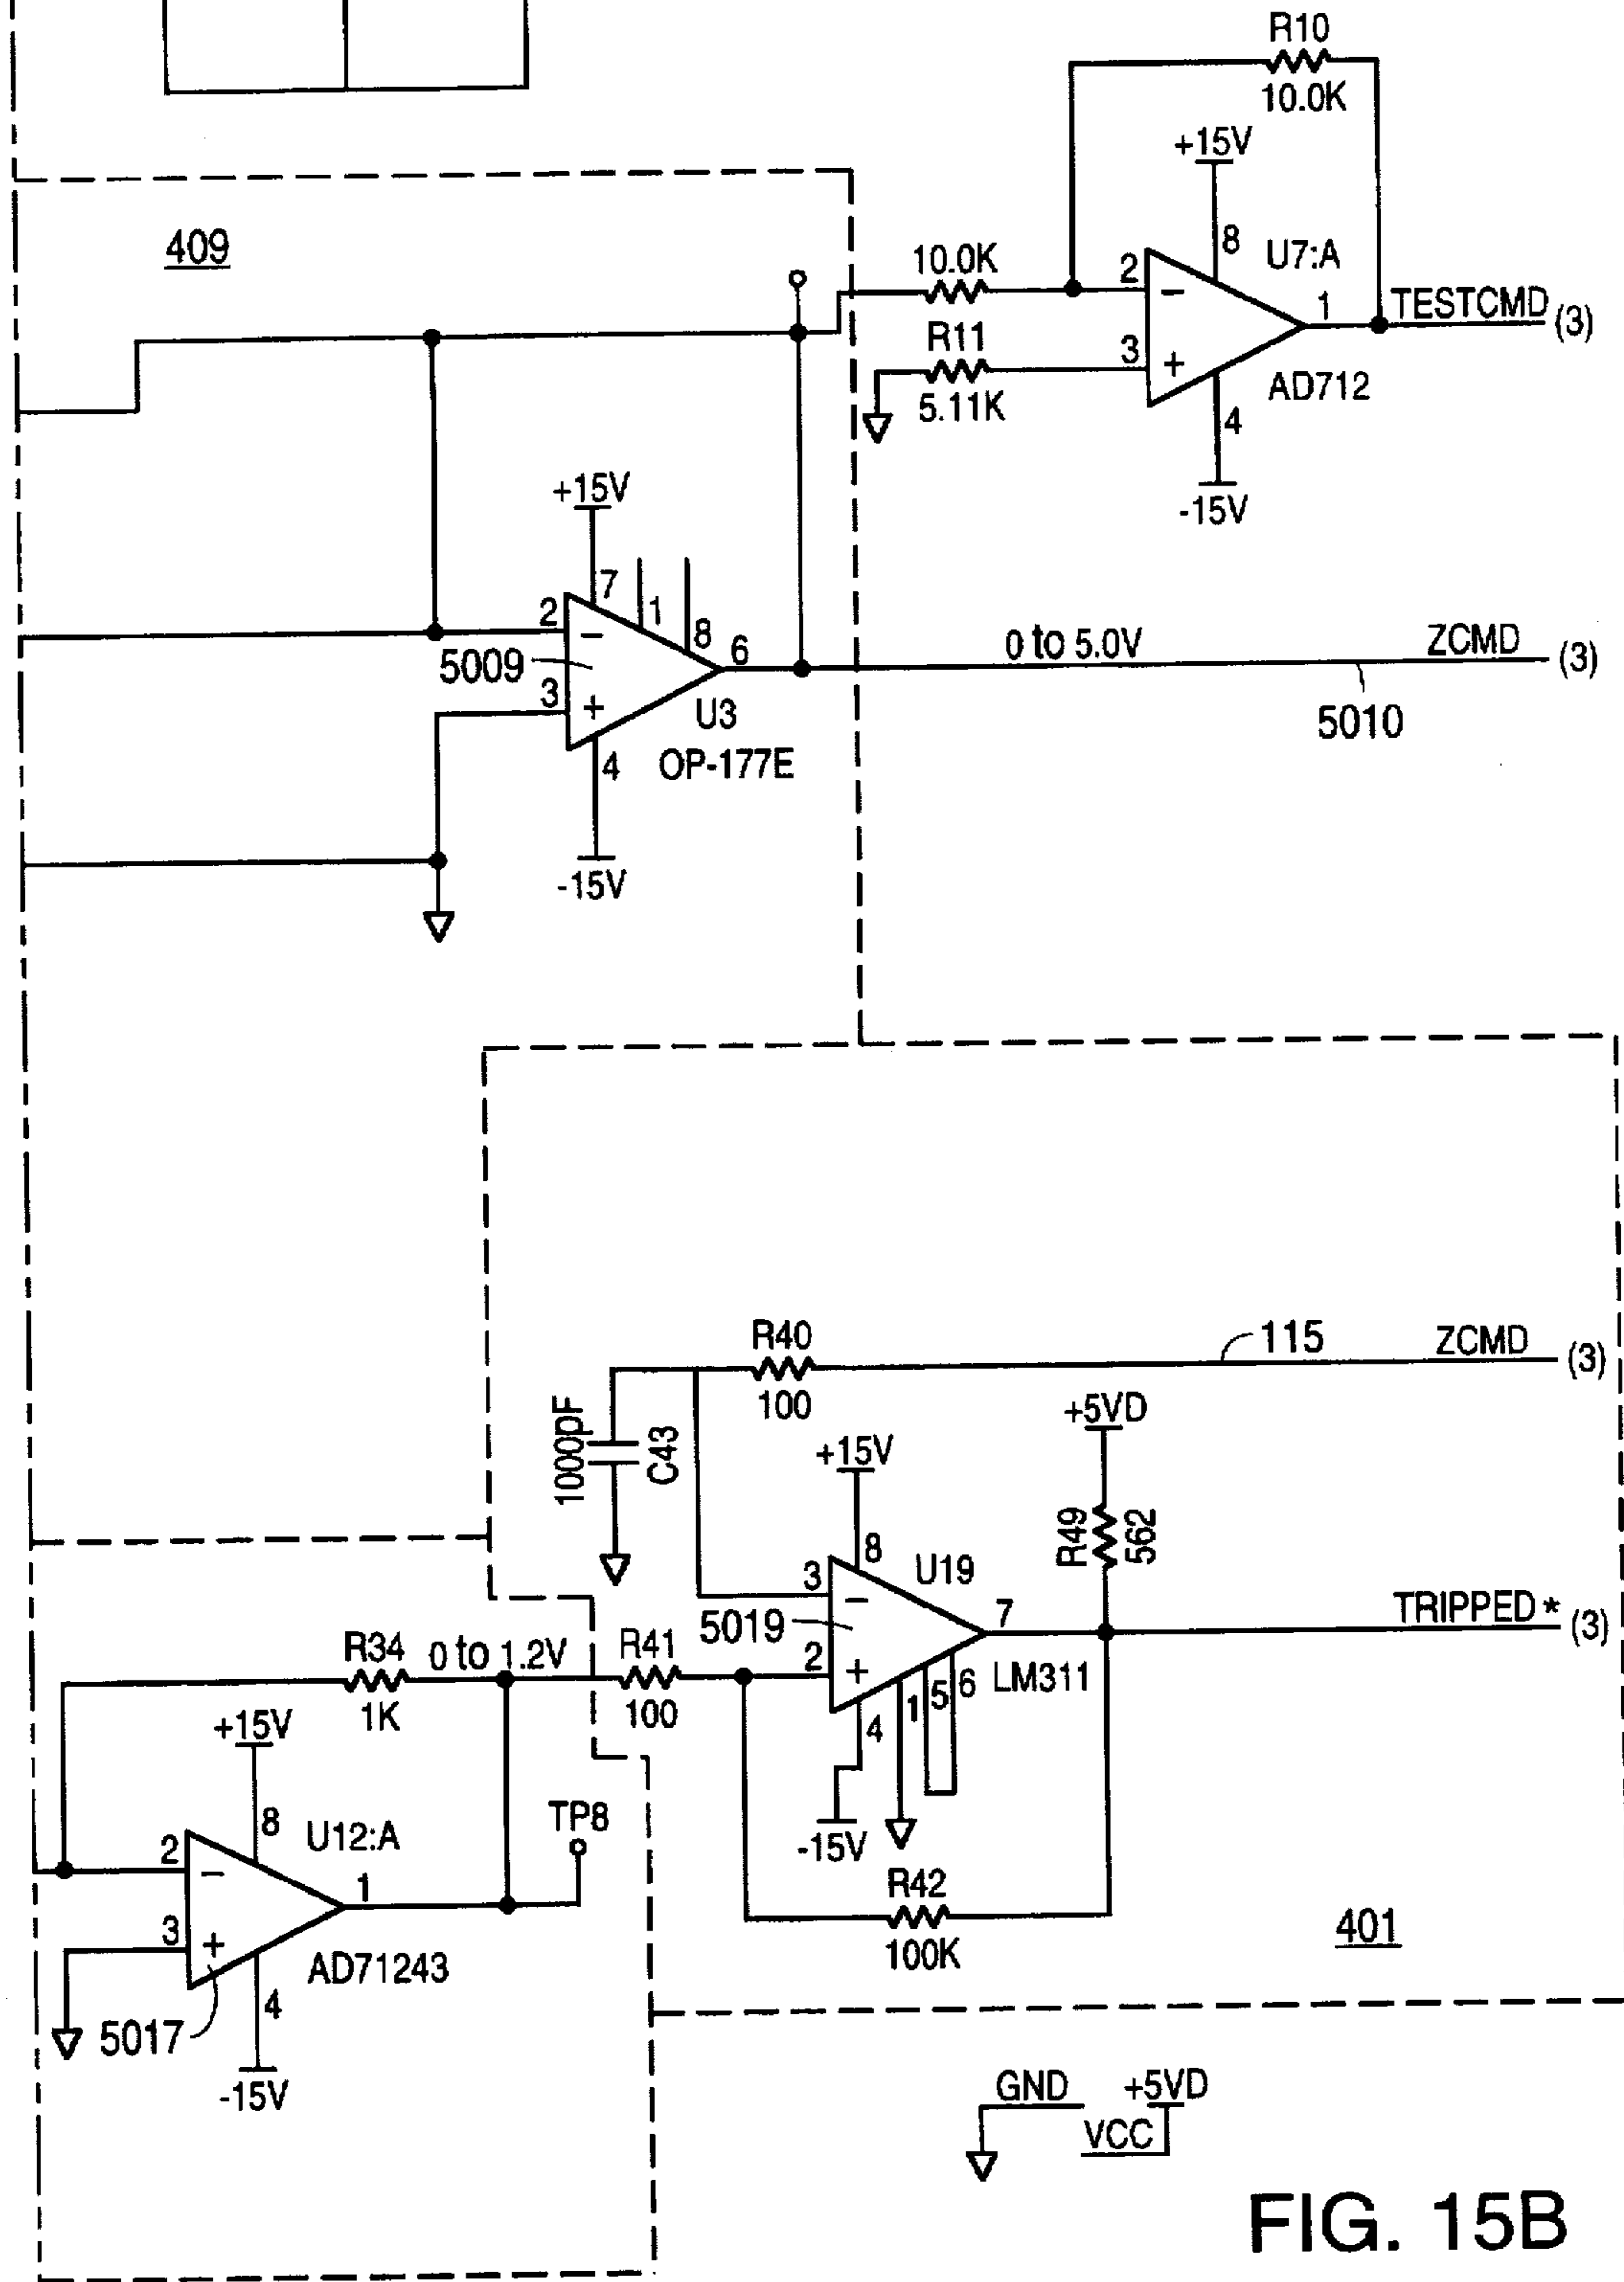 R10
10.0K
+15V
409
8
U7:A
10.0K
2
−
1
TESTCMD (3)
R11
3
+
5.11K
AD712
4
-15V
+15V
7
1
8
2
−
6
0 to 5.0V
ZCMD (3)
5009
3
+
U3
5010
4
OP-177E
-15V
R40
115
ZCMD (3)
100
1000pF
C43
+5VD
+15V
R49
562
8
U19
3
−
7
TRIPPED* (3)
5019
R34
0 to 1.2V
R41
2
+
LM311
1K
100
1
5
6
4
+15V
-15V
8
U12:A
TP8
2
−
1
R42
100K
401
3
+
AD71243
5017
4
-15V
GND
+5VD
VCC
FIG. 15B